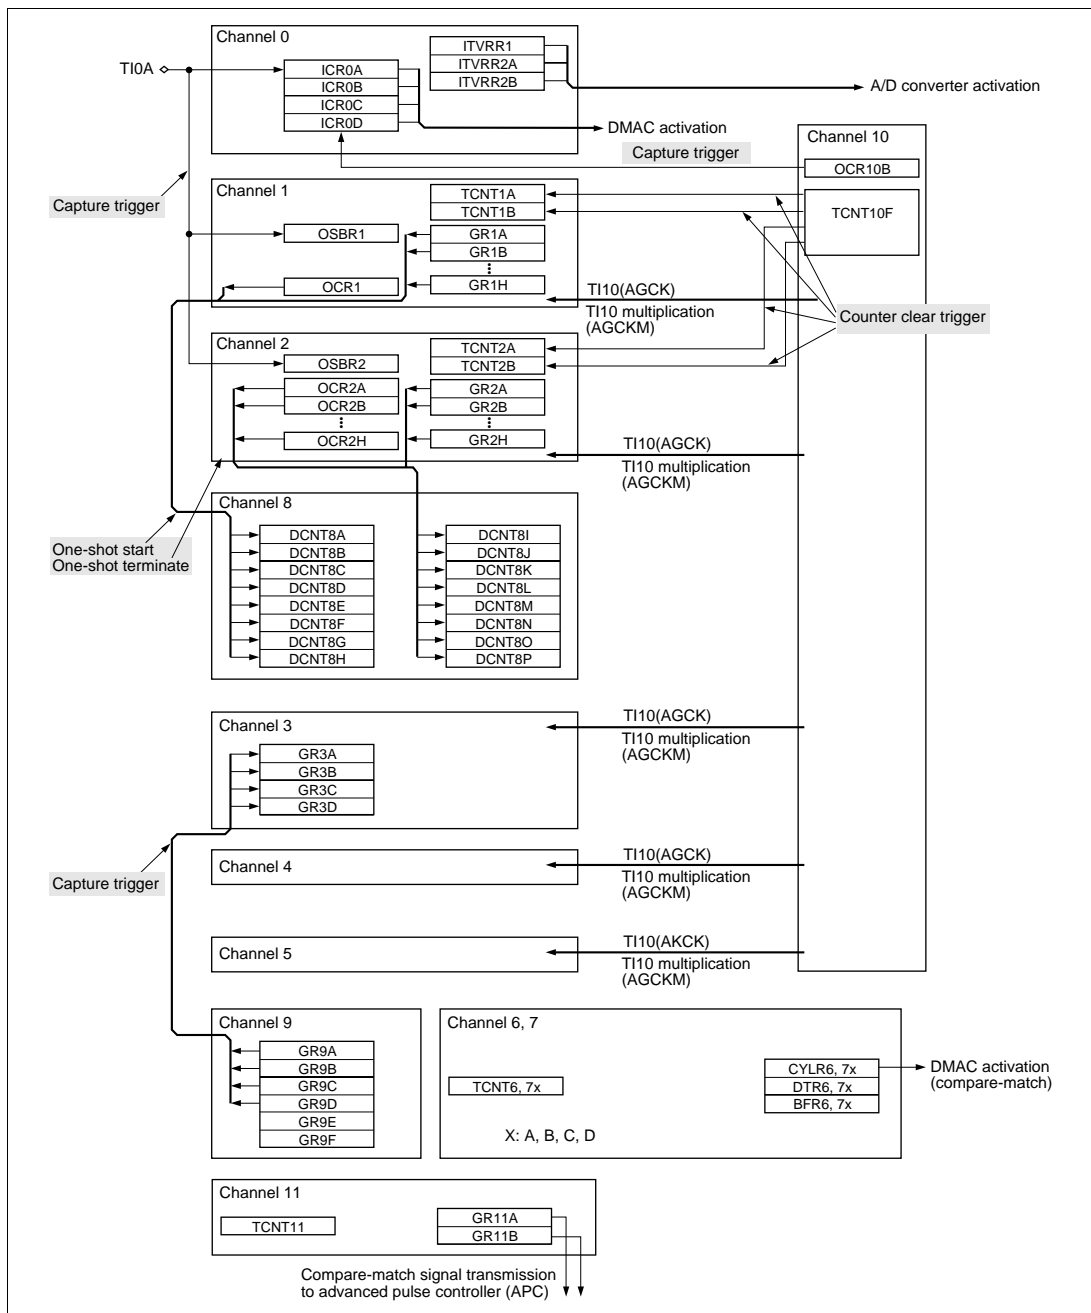 Channel 0
ITVRR1
ITVRR2A
ITVRR2B
TI0A
ICR0A
ICR0B
ICR0C
ICR0D
A/D converter activation
DMAC activation
Channel 10
Capture trigger
OCR10B
Channel 1
TCNT1A
TCNT1B
TCNT10F
Capture trigger
OSBR1
GR1A
GR1B
OCR1
GR1H
TI10(AGCK)
TI10 multiplication
(AGCKM)
Counter clear trigger
Channel 2
TCNT2A
TCNT2B
OSBR2
OCR2A
OCR2B
OCR2H
GR2A
GR2B
GR2H
TI10(AGCK)
TI10 multiplication
(AGCKM)
Channel 8
One-shot start
One-shot terminate
DCNT8A
DCNT8B
DCNT8C
DCNT8D
DCNT8E
DCNT8F
DCNT8G
DCNT8H
DCNT8I
DCNT8J
DCNT8K
DCNT8L
DCNT8M
DCNT8N
DCNT8O
DCNT8P
Channel 3
TI10(AGCK)
TI10 multiplication
(AGCKM)
GR3A
GR3B
GR3C
GR3D
Capture trigger
Channel 4
TI10(AGCK)
TI10 multiplication
(AGCKM)
Channel 5
TI10(AKCK)
TI10 multiplication
(AGCKM)
Channel 9
GR9A
GR9B
GR9C
GR9D
GR9E
GR9F
Channel 6, 7
TCNT6, 7x
CYLR6, 7x
DTR6, 7x
BFR6, 7x
DMAC activation
(compare-match)
X: A, B, C, D
Channel 11
TCNT11
GR11A
GR11B
Compare-match signal transmission
to advanced pulse controller (APC)